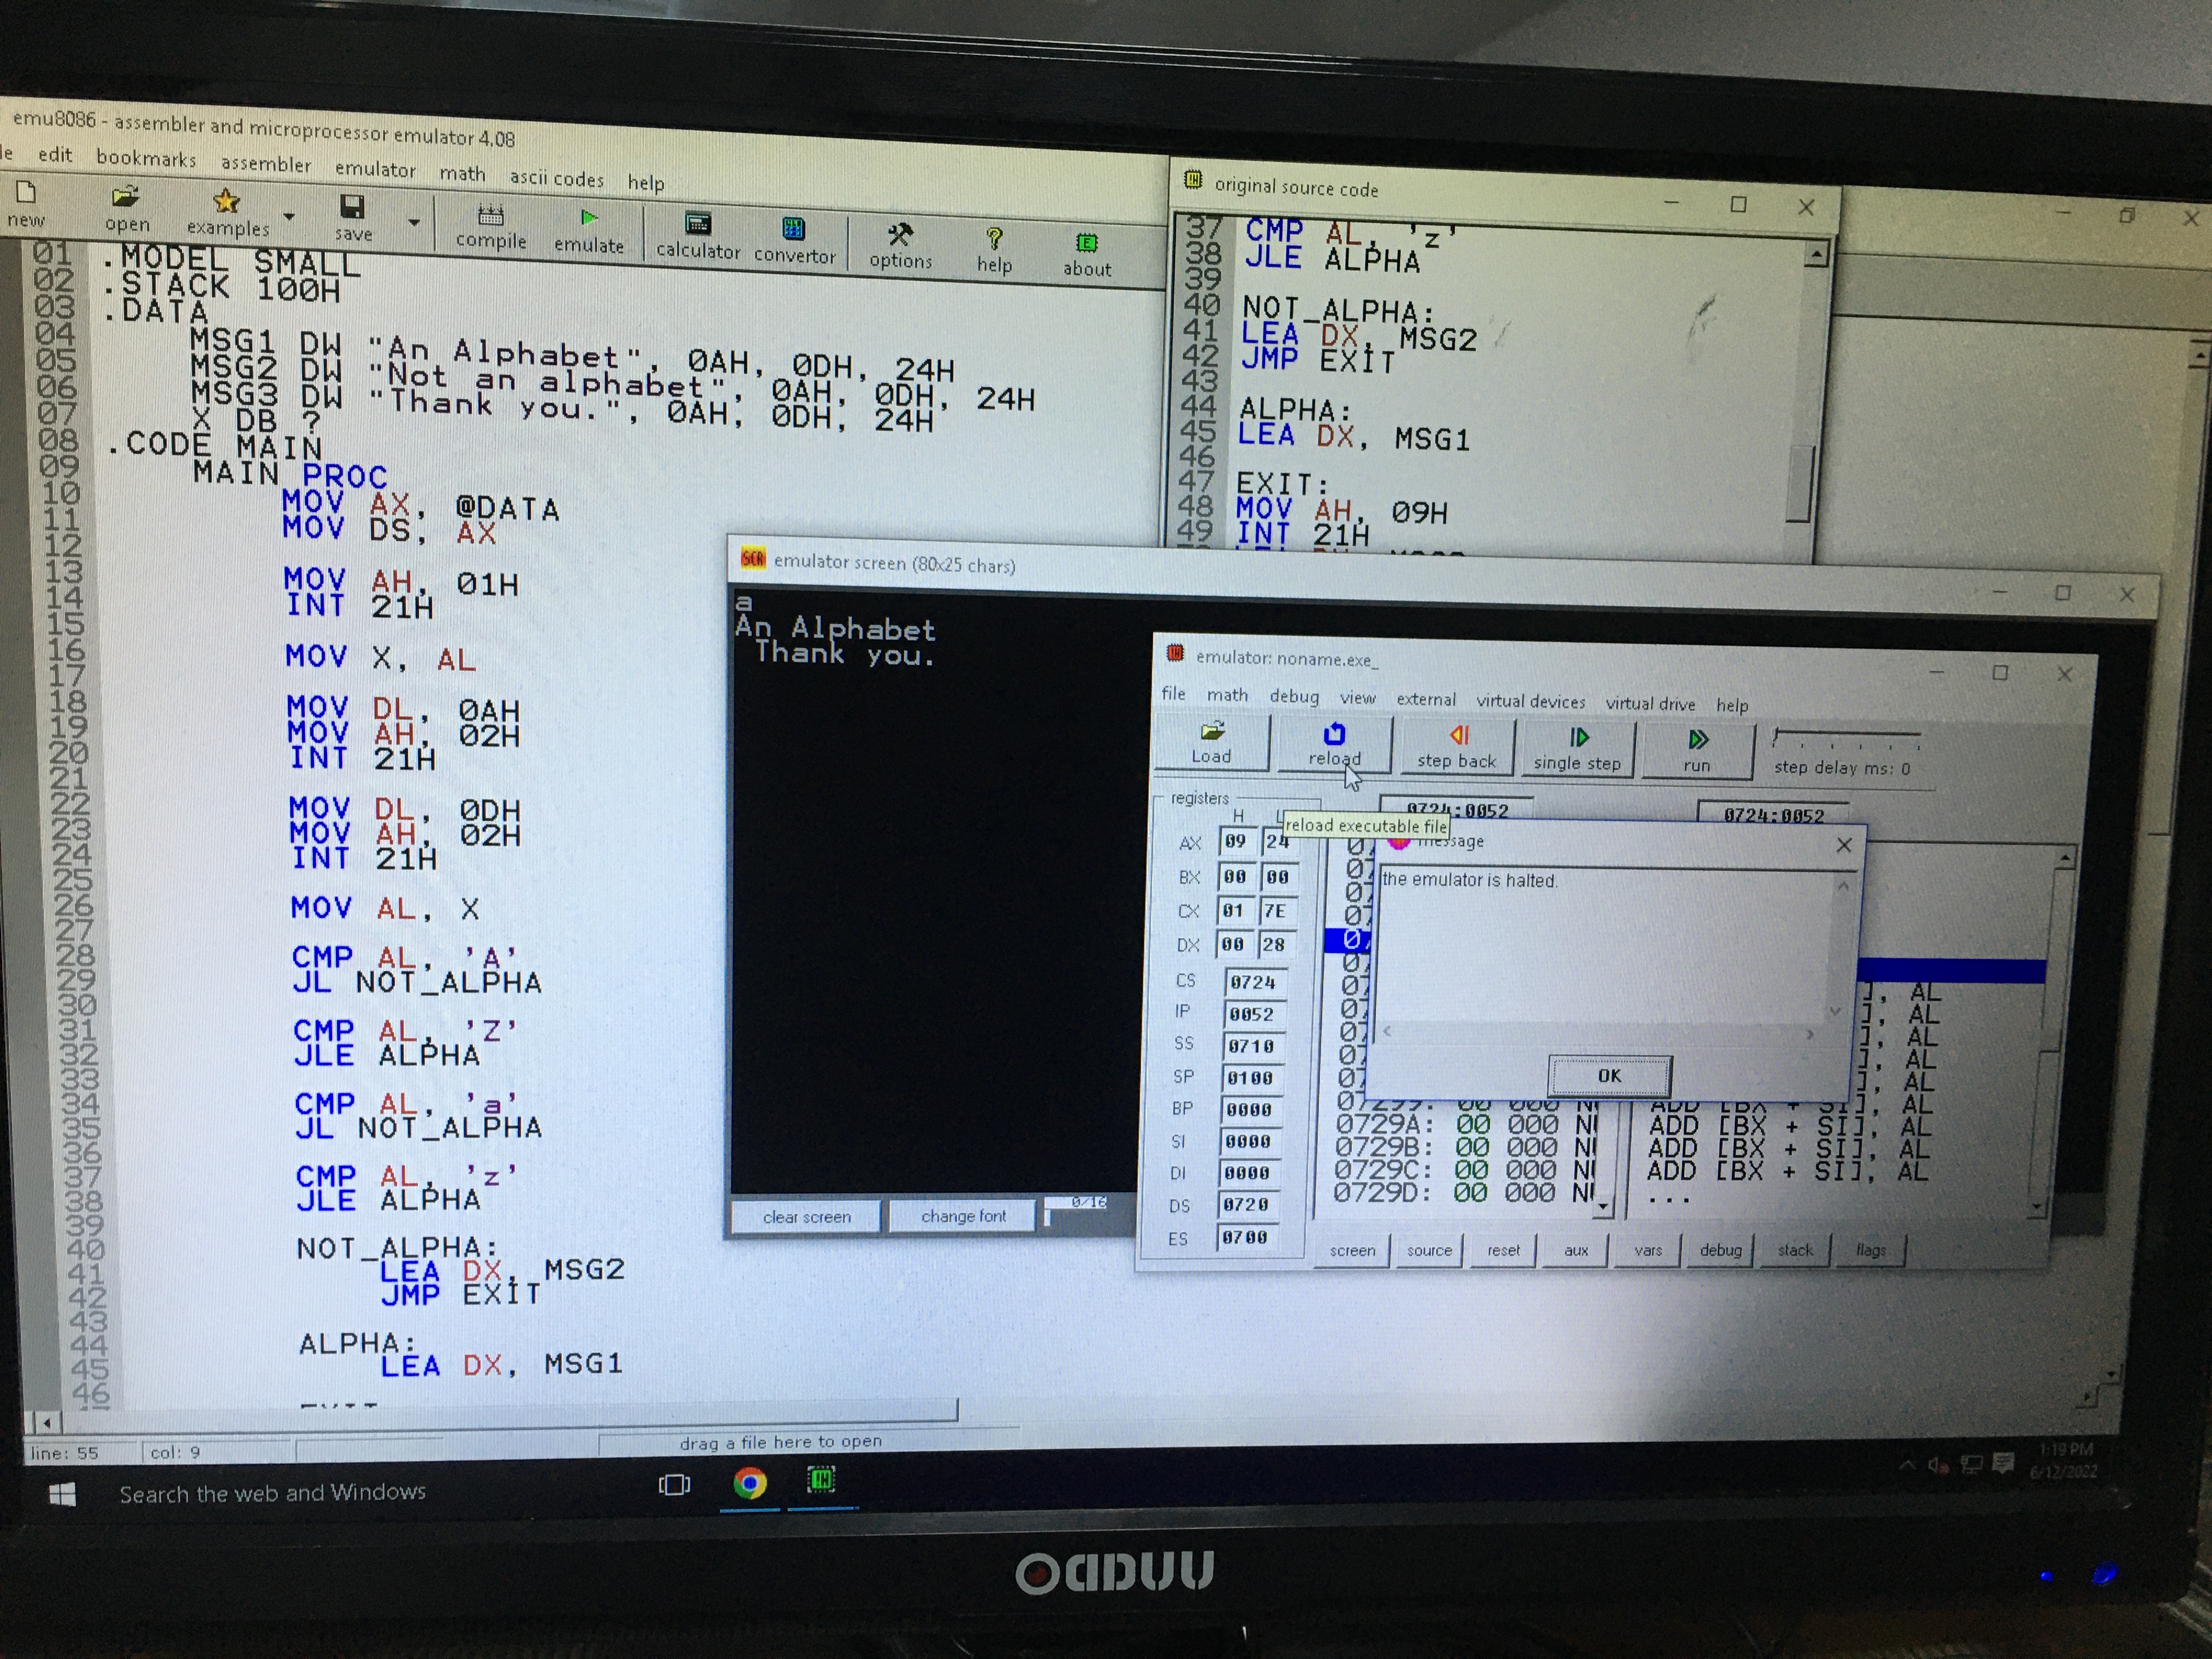 emu8086 - assembler and microprocessor emulator 4.08
edit bookmarks assembler emulator math ascii codes help
new open examples save compile emulate calculator convertor options help about
01 .MODEL SMALL
02 .STACK 100H
03 .DATA
04 MSG1 DW "An Alphabet", 0AH, 0DH, 24H
05 MSG2 DW "Not an alphabet", 0AH, 0DH, 24H
06 MSG3 DW "Thank you.", 0AH, 0DH, 24H
07 X DB ?
08 .CODE MAIN
09 MAIN PROC
10 MOV AX, @DATA
11 MOV DS, AX
12
13 MOV AH, 01H
14 INT 21H
15
16 MOV X, AL
17
18 MOV DL, 0AH
19 MOV AH, 02H
20 INT 21H
21
22 MOV DL, 0DH
23 MOV AH, 02H
24 INT 21H
25
26 MOV AL, X
27
28 CMP AL, 'A'
29 JL NOT_ALPHA
30
31 CMP AL, 'Z'
32 JLE ALPHA
33
34 CMP AL, 'a'
35 JL NOT_ALPHA
36
37 CMP AL, 'z'
38 JLE ALPHA
39
40 NOT_ALPHA:
41 LEA DX, MSG2
42 JMP EXIT
43
44 ALPHA:
45 LEA DX, MSG1
46
line: 55 col: 9 drag a file here to open
original source code
37 CMP AL, 'z'
38 JLE ALPHA
39
40 NOT_ALPHA:
41 LEA DX, MSG2
42 JMP EXIT
43
44 ALPHA:
45 LEA DX, MSG1
46
47 EXIT:
48 MOV AH, 09H
49 INT 21H
SCR emulator screen (80x25 chars)
a
An Alphabet
Thank you.
clear screen change font 0/16
emulator: noname.exe_
file math debug view external virtual devices virtual drive help
Load reload step back single step run step delay ms: 0
registers 0724:0052 0724:0052
H
reload executable file
AX 09 24
BX 00 00
CX 01 7E
DX 00 28
CS 0724
IP 0052
SS 0710
SP 0100
BP 0000
SI 0000
DI 0000
DS 0720
ES 0700
message
the emulator is halted.
OK
], AL
], AL
], AL
], AL
], AL
ADD [BX + SI], AL
0729A: 00 000 ADD [BX + SI], AL
0729B: 00 000 ADD [BX + SI], AL
0729C: 00 000 ADD [BX + SI], AL
0729D: 00 000 ...
screen source reset aux vars debug stack flags
Search the web and Windows
1:19 PM
6/12/2022